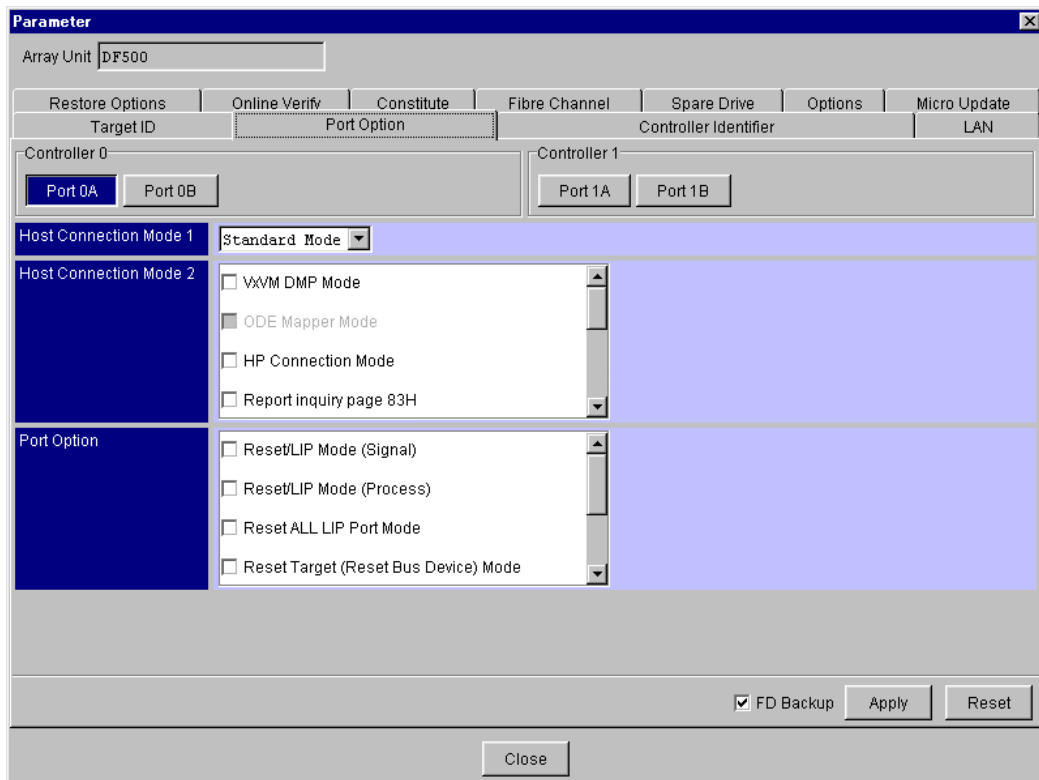 Parameter
Array Unit DF500
Restore Options Online Verify Constitute Fibre Channel Spare Drive Options Micro Update
Target ID Port Option Controller Identifier LAN
Controller 0 Controller 1
Port 0A Port 0B Port 1A Port 1B
Host Connection Mode 1 Standard Mode
Host Connection Mode 2
VxVM DMP Mode
ODE Mapper Mode
HP Connection Mode
Report inquiry page 83H
Port Option
Reset/LIP Mode (Signal)
Reset/LIP Mode (Process)
Reset ALL LIP Port Mode
Reset Target (Reset Bus Device) Mode
FD Backup Apply Reset
Close